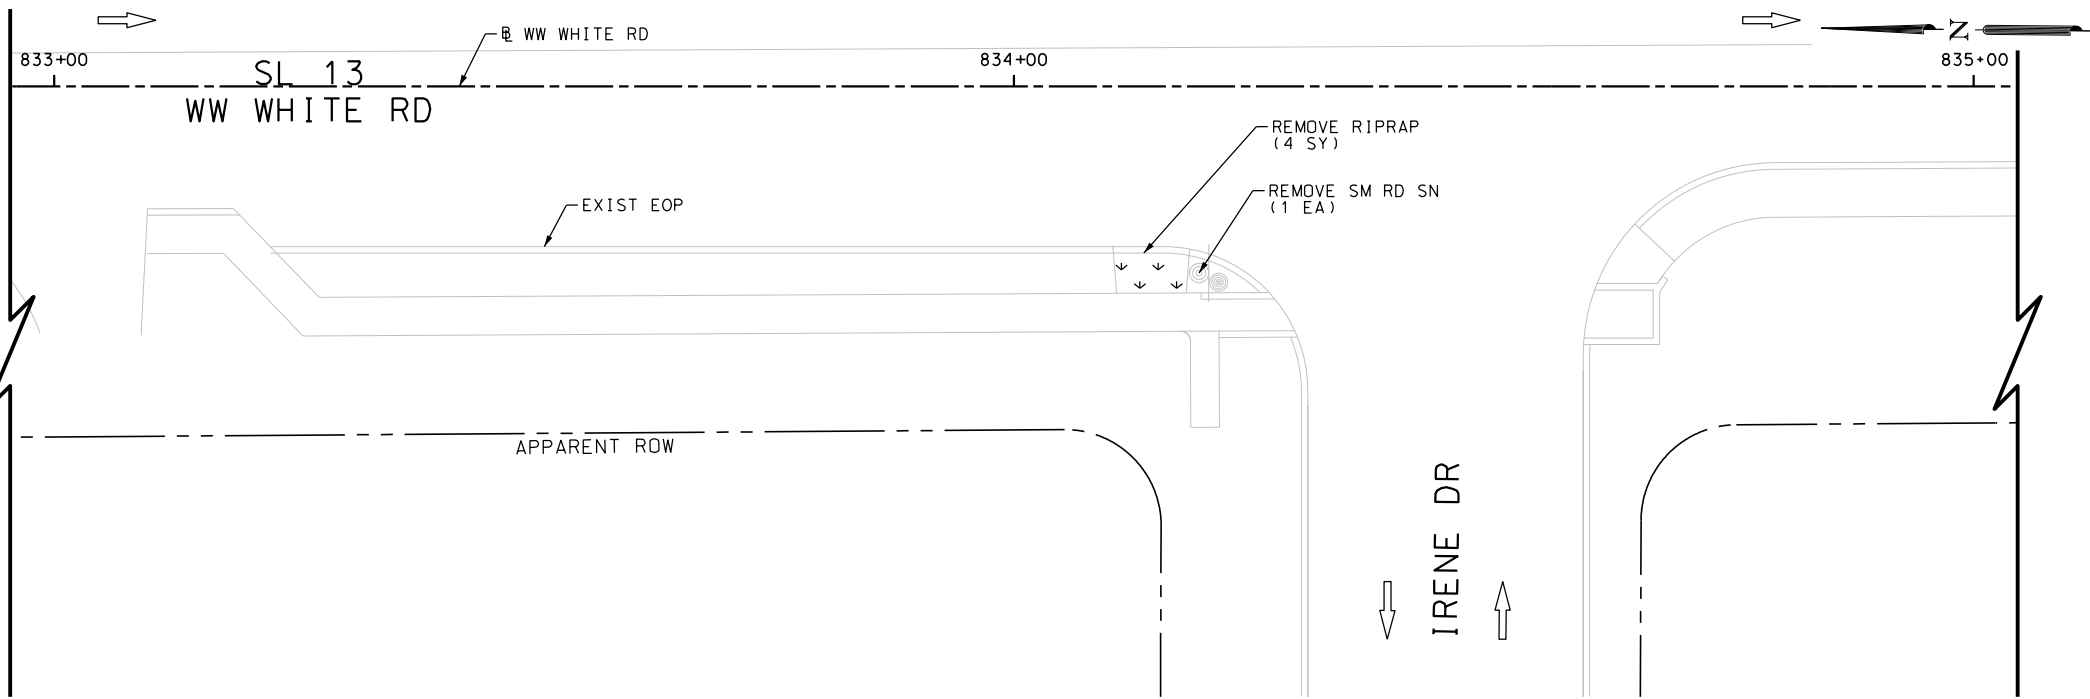 ℄ WW WHITE RD
N
833+00
834+00
835+00
SL 13
WW WHITE RD
REMOVE RIPRAP
(4 SY)
REMOVE SM RD SN
(1 EA)
EXIST EOP
APPARENT ROW
IRENE DR